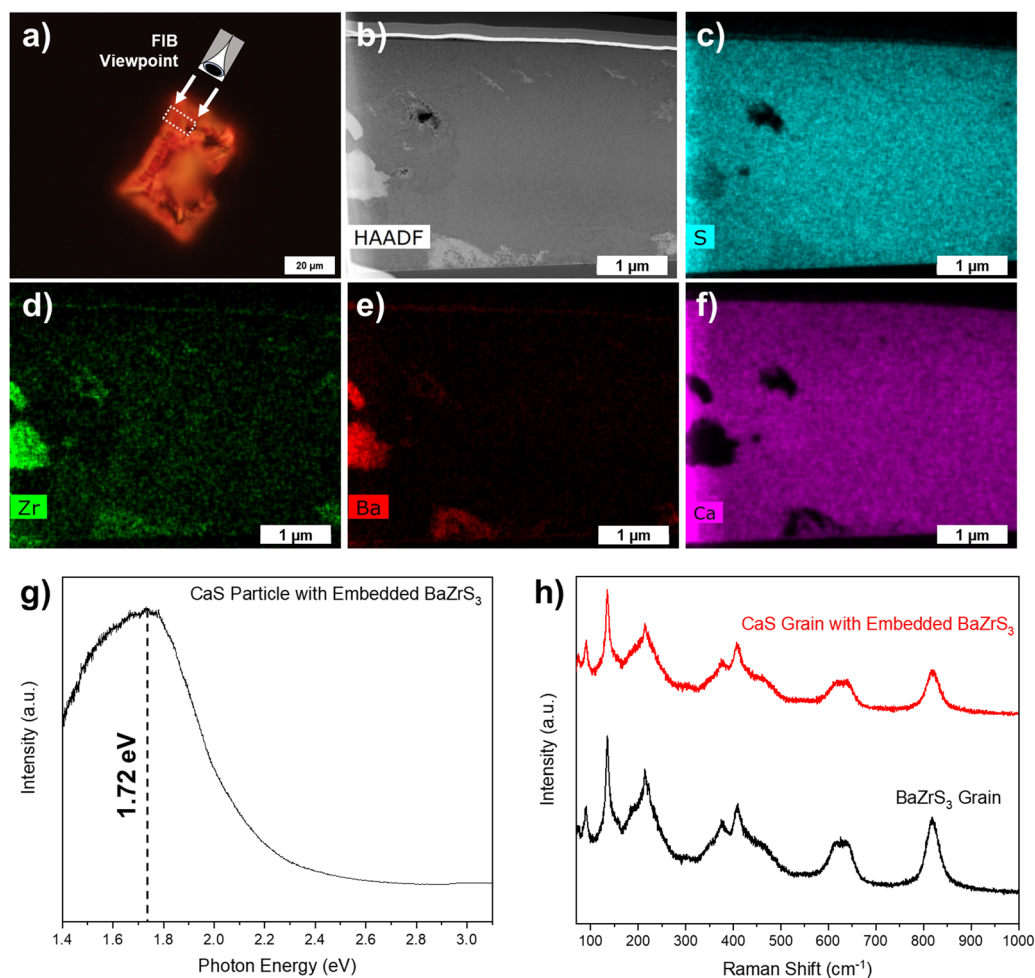 a)
FIB
Viewpoint
20 µm
b)
HAADF
1 µm
c)
S
1 µm
d)
Zr
1 µm
e)
Ba
1 µm
f)
Ca
1 µm
g)
CaS Particle with Embedded BaZrS₃
1.72 eV
Intensity (a.u.)
1.4 1.6 1.8 2.0 2.2 2.4 2.6 2.8 3.0
Photon Energy (eV)
h)
CaS Grain with Embedded BaZrS₃
BaZrS₃ Grain
Intensity (a.u.)
100 200 300 400 500 600 700 800 900 1000
Raman Shift (cm⁻¹)